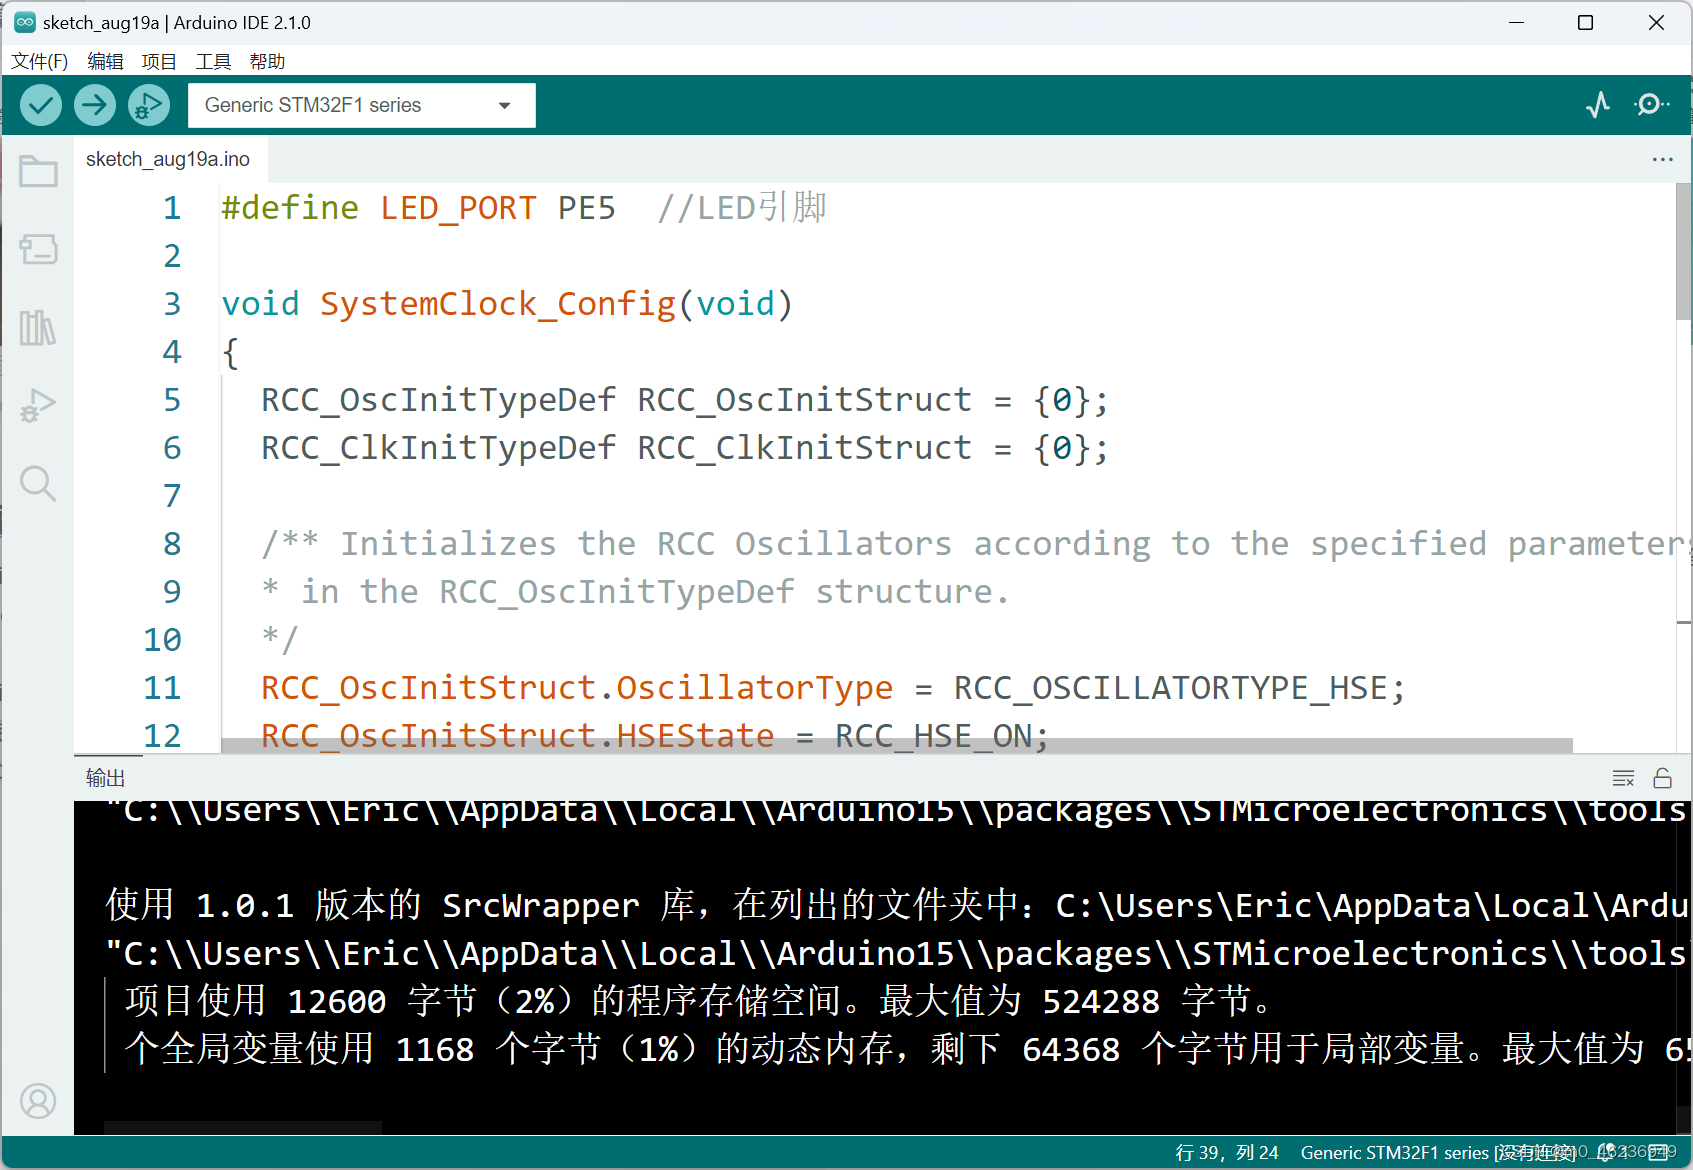 sketch_aug19a | Arduino IDE 2.1.0
文件(F) 编辑 项目 工具 帮助
Generic STM32F1 series
sketch_aug19a.ino
1 #define LED_PORT PE5 //LED引脚
2
3 void SystemClock_Config(void)
4 {
5 RCC_OscInitTypeDef RCC_OscInitStruct = {0};
6 RCC_ClkInitTypeDef RCC_ClkInitStruct = {0};
7
8 /** Initializes the RCC Oscillators according to the specified parameters
9 * in the RCC_OscInitTypeDef structure.
10 */
11 RCC_OscInitStruct.OscillatorType = RCC_OSCILLATORTYPE_HSE;
12 RCC_OscInitStruct.HSEState = RCC_HSE_ON;
输出
"C:\\Users\\Eric\\AppData\\Local\\Arduino15\\packages\\STMicroelectronics\\tools
使用 1.0.1 版本的 SrcWrapper 库，在列出的文件夹中：C:\Users\Eric\AppData\Local\Ardu
"C:\\Users\\Eric\\AppData\\Local\\Arduino15\\packages\\STMicroelectronics\\tools
项目使用 12600 字节（2%）的程序存储空间。最大值为 524288 字节。
个全局变量使用 1168 个字节（1%）的动态内存，剩下 64368 个字节用于局部变量。最大值为 65
行 39，列 24 Generic STM32F1 series [没有连接]